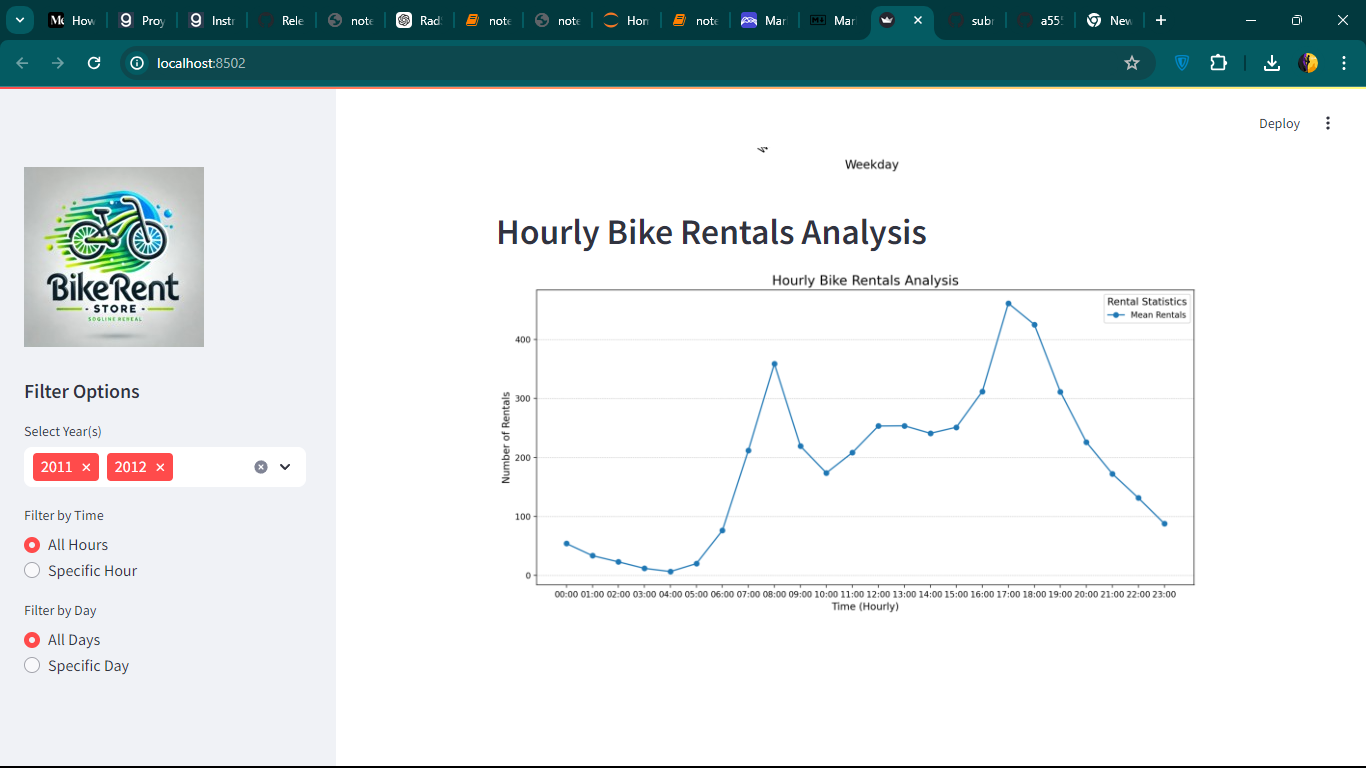 How
Proy
Instr
Rele
note
Rad
note
note
Hor
note
Mar
Mar
sub
a55
New
localhost:8502
Deploy
BikeRent
STORE
Filter Options
Select Year(s)
2011
2012
Filter by Time
All Hours
Specific Hour
Filter by Day
All Days
Specific Day
Weekday
Hourly Bike Rentals Analysis
Hourly Bike Rentals Analysis
Rental Statistics
Mean Rentals
Number of Rentals
400
300
200
100
0
00:00 01:00 02:00 03:00 04:00 05:00 06:00 07:00 08:00 09:00 10:00 11:00 12:00 13:00 14:00 15:00 16:00 17:00 18:00 19:00 20:00 21:00 22:00 23:00
Time (Hourly)